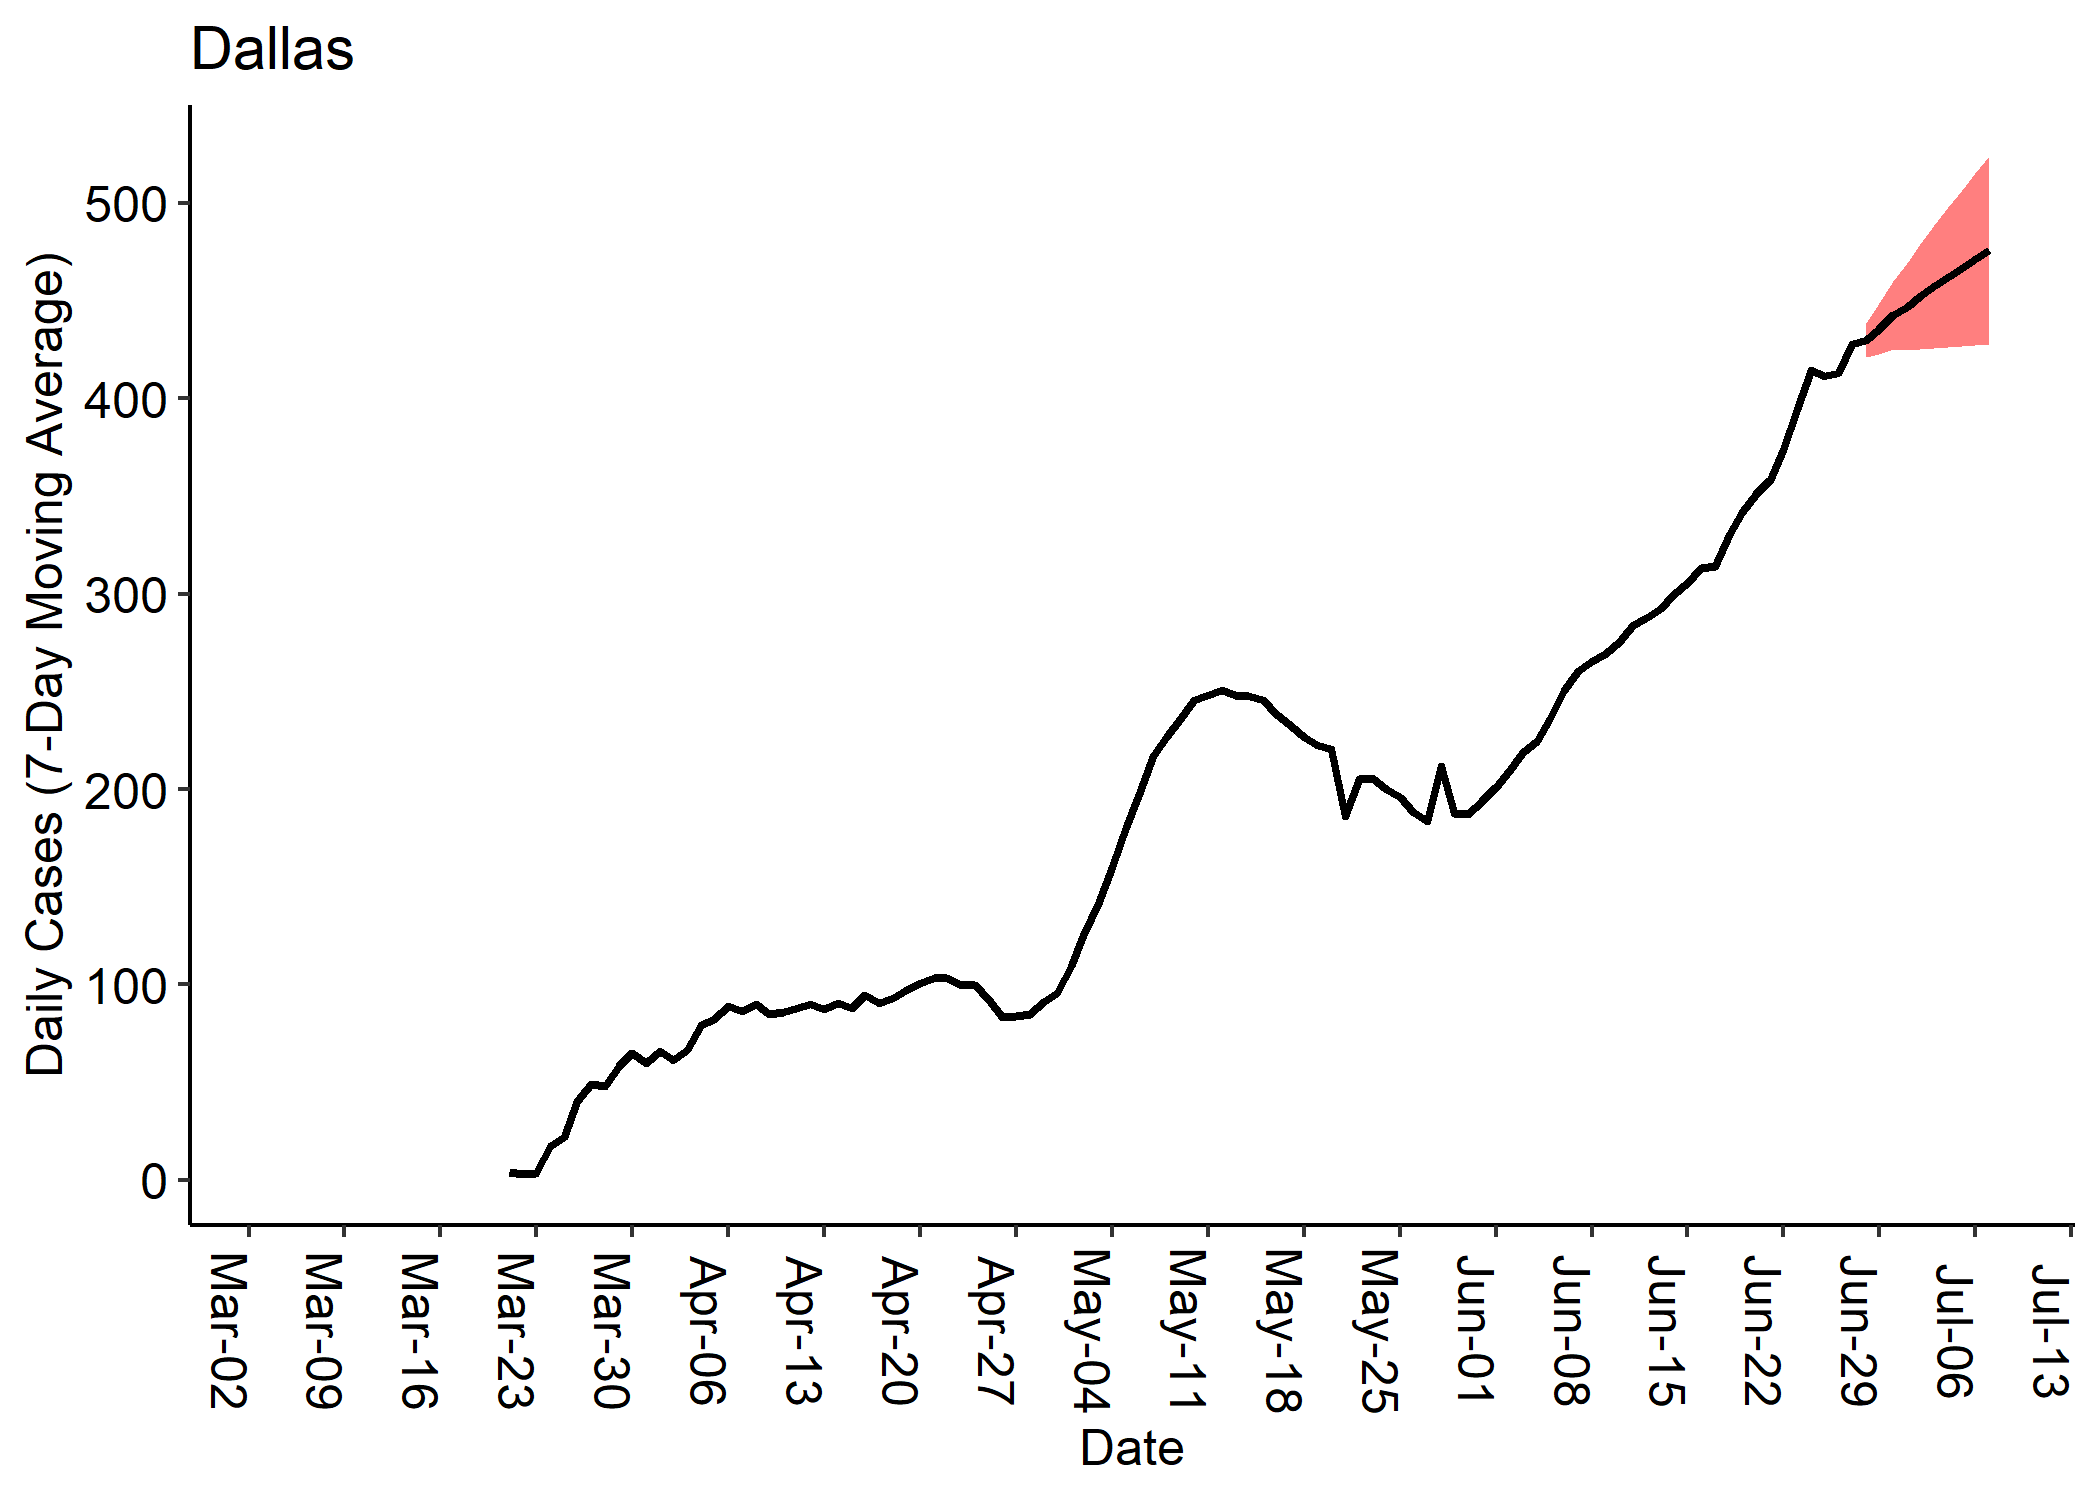 Dallas
Daily Cases (7-Day Moving Average)
500
400
300
200
100
0
Mar-02
Mar-09
Mar-16
Mar-23
Mar-30
Apr-06
Apr-13
Apr-20
Apr-27
May-04
May-11
May-18
May-25
Jun-01
Jun-08
Jun-15
Jun-22
Jun-29
Jul-06
Jul-13
Date